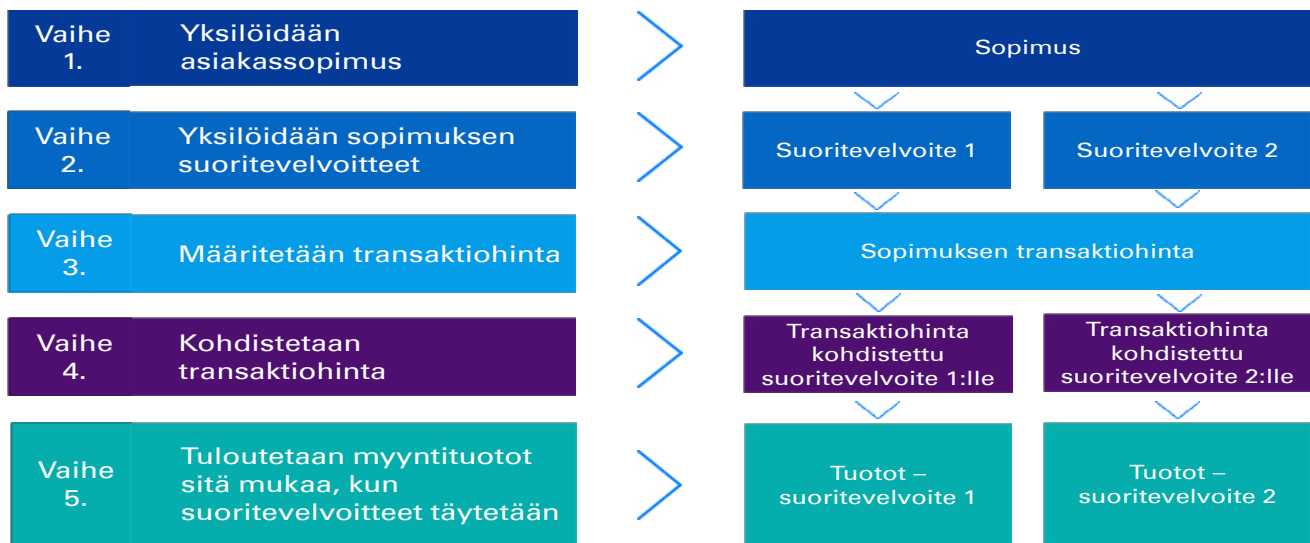 Vaihe
1.
Yksilöidään
asiakassopimus
Sopimus
Vaihe
2.
Yksilöidään sopimuksen
suoritevelvoitteet
Suoritevelvoite 1
Suoritevelvoite 2
Vaihe
3.
Määritetään transaktiohinta
Sopimuksen transaktiohinta
Vaihe
4.
Kohdistetaan
transaktiohinta
Transaktiohinta
kohdistettu
suoritevelvoite 1:lle
Transaktiohinta
kohdistettu
suoritevelvoite 2:lle
Vaihe
5.
Tuloutetaan myyntituotot
sitä mukaa, kun
suoritevelvoitteet täytetään
Tuotot –
suoritevelvoite 1
Tuotot –
suoritevelvoite 2